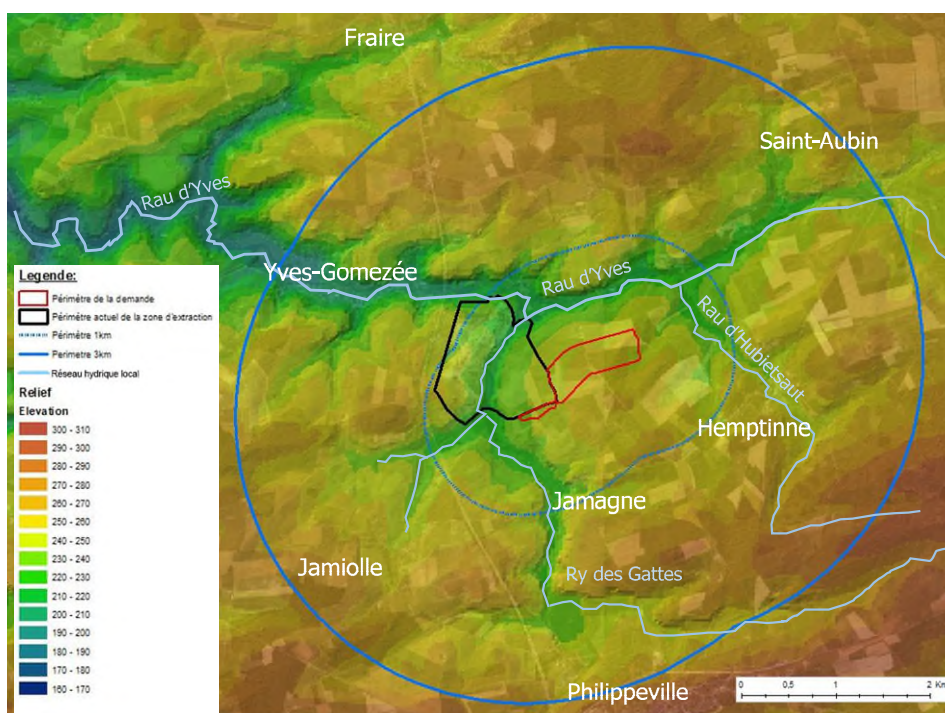 Fraire
Saint-Aubin
Rau d'Yves
Yves-Gomezée
Rau d'Yves
Rau d'Hubietsaut
Hemptinne
Jamagne
Jamiolle
Ry des Gattes
Philippeville
Legende:
Périmètre de la demande
Périmètre actuel de la zone d'extraction
Périmètre 1km
Perimetre 3km
Réseau hydrique local
Relief
Elevation
300 - 310
290 - 300
280 - 290
270 - 280
260 - 270
250 - 260
240 - 250
230 - 240
220 - 230
210 - 220
200 - 210
190 - 200
180 - 190
170 - 180
160 - 170
0 0,5 1 2 Km